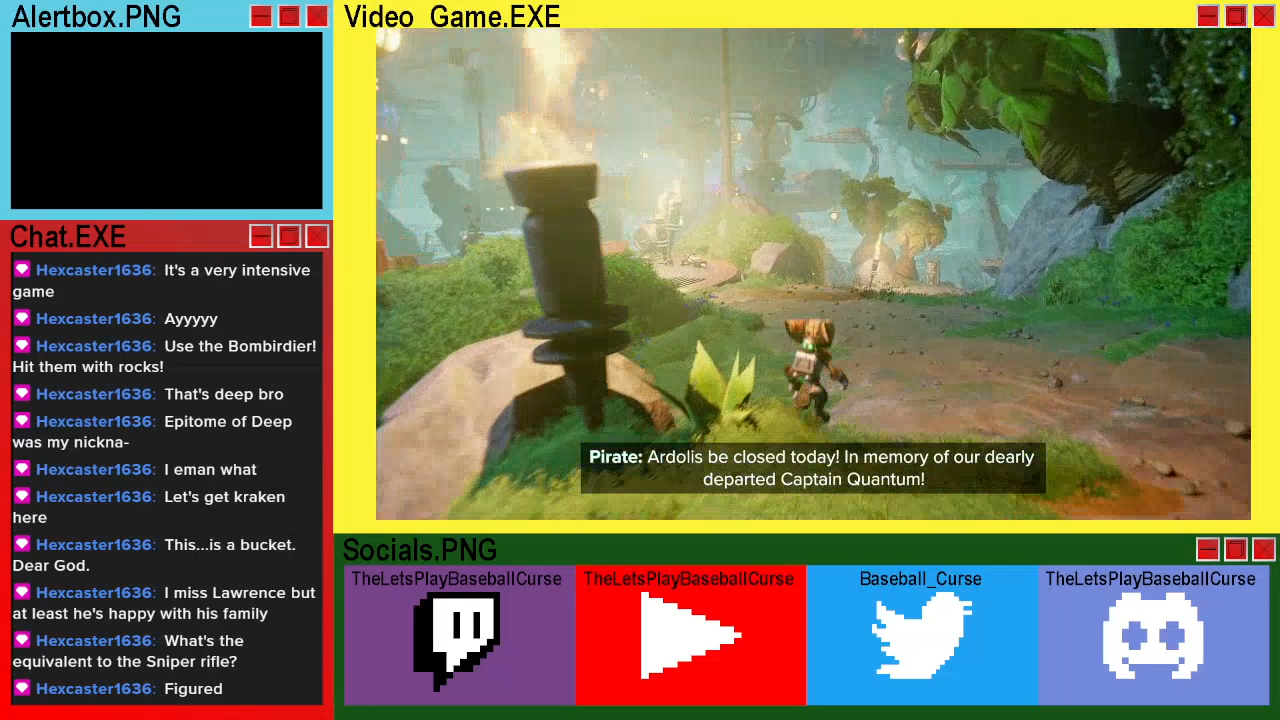 Alertbox.PNG
Video Game.EXE
Chat.EXE
Hexcaster1636: It's a very intensive
game
Hexcaster1636: Ayyyyy
Hexcaster1636: Use the Bombirdier!
Hit them with rocks!
Hexcaster1636: That's deep bro
Hexcaster1636: Epitome of Deep
was my nickna-
Hexcaster1636: I eman what
Hexcaster1636: Let's get kraken
here
Hexcaster1636: This...is a bucket.
Dear God.
Hexcaster1636: I miss Lawrence but
at least he's happy with his family
Hexcaster1636: What's the
equivalent to the Sniper rifle?
Hexcaster1636: Figured
Pirate: Ardolis be closed today! In memory of our dearly
departed Captain Quantum!
Socials.PNG
TheLetsPlayBaseballCurse
TheLetsPlayBaseballCurse
Baseball_Curse
TheLetsPlayBaseballCurse